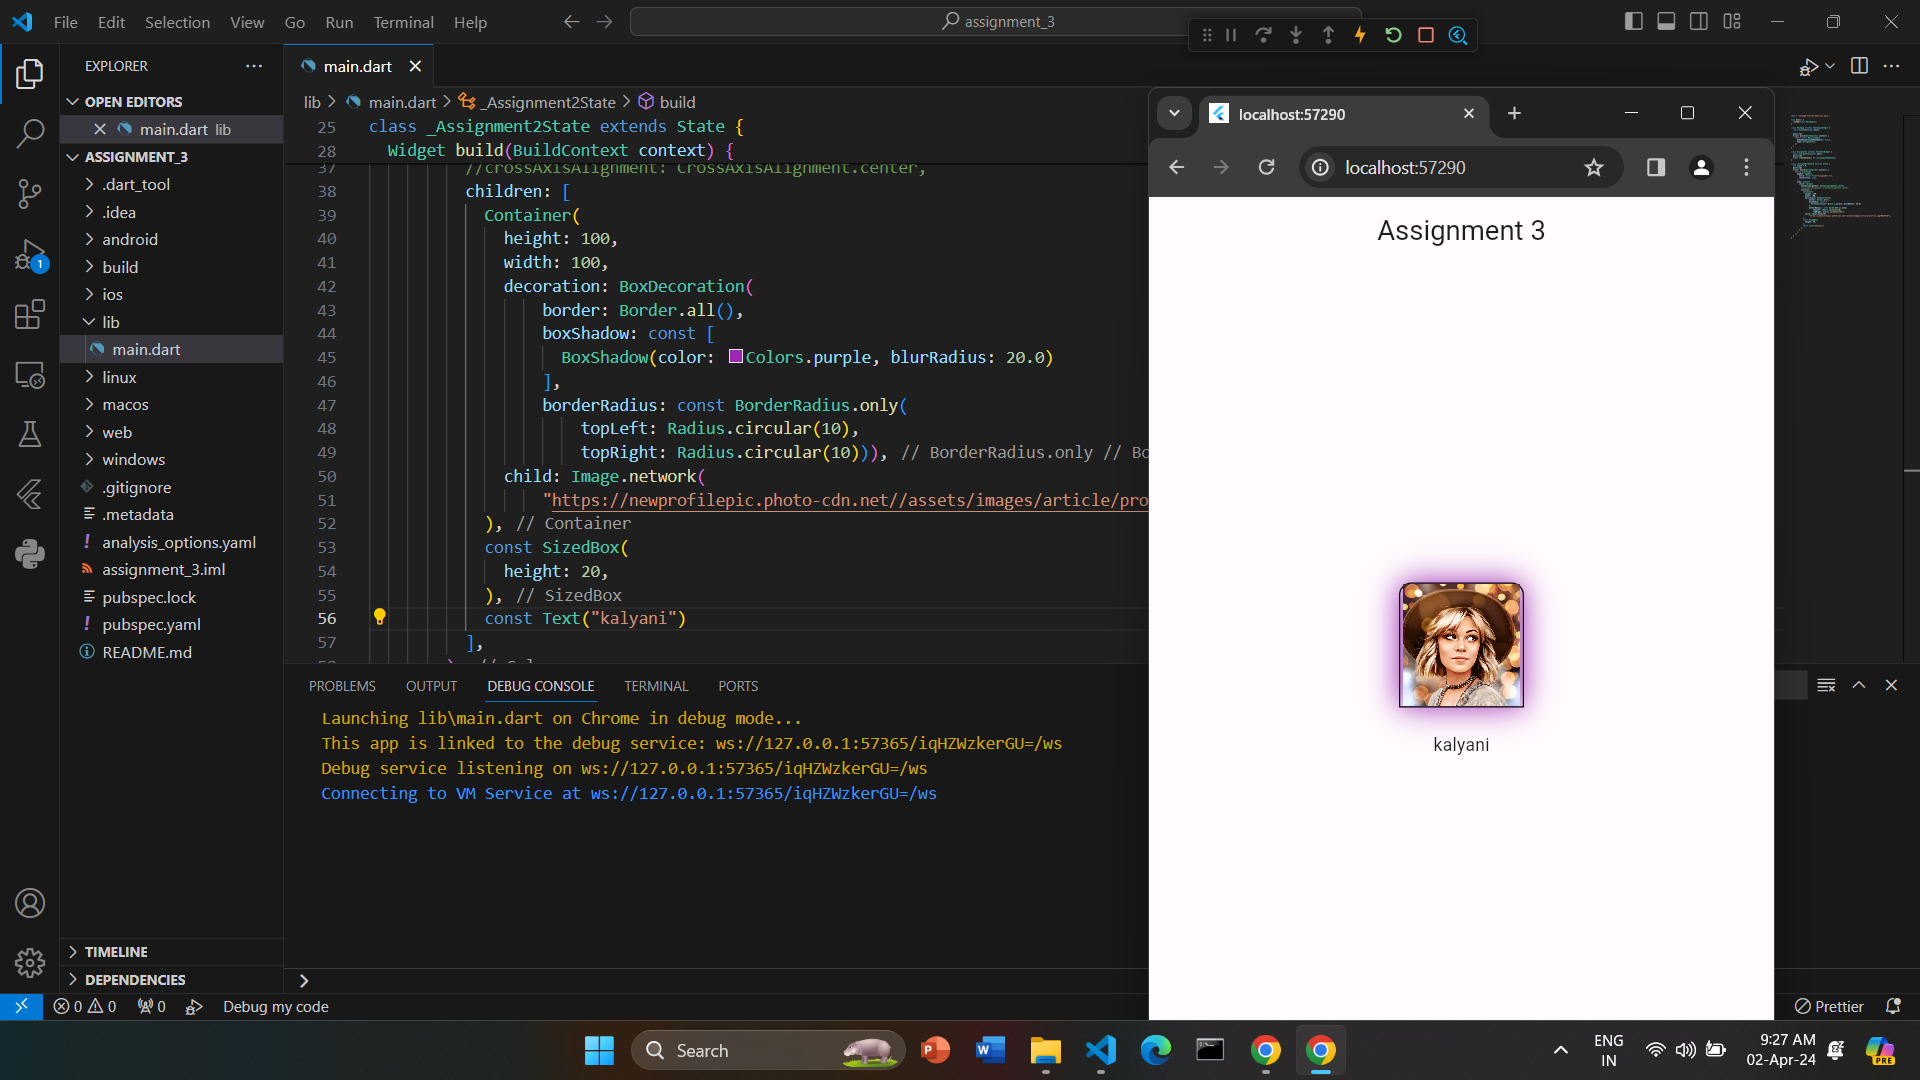 File Edit Selection View Go Run Terminal Help
assignment_3
EXPLORER
OPEN EDITORS
main.dart lib
ASSIGNMENT_3
.dart_tool
.idea
android
build
ios
lib
main.dart
linux
macos
web
windows
.gitignore
.metadata
analysis_options.yaml
assignment_3.iml
pubspec.lock
pubspec.yaml
README.md
TIMELINE
DEPENDENCIES
1
main.dart
lib > main.dart > _Assignment2State > build
25 class _Assignment2State extends State {
28 Widget build(BuildContext context) {
37 //crossAxisAlignment: CrossAxisAlignment.center,
38 children: [
39 Container(
40 height: 100,
41 width: 100,
42 decoration: BoxDecoration(
43 border: Border.all(),
44 boxShadow: const [
45 BoxShadow(color: Colors.purple, blurRadius: 20.0)
46 ],
47 borderRadius: const BorderRadius.only(
48 topLeft: Radius.circular(10),
49 topRight: Radius.circular(10))), // BorderRadius.only // Bo
50 child: Image.network(
51 "https://newprofilepic.photo-cdn.net//assets/images/article/pro
52 ), // Container
53 const SizedBox(
54 height: 20,
55 ), // SizedBox
56 const Text("kalyani")
57 ],
PROBLEMS OUTPUT DEBUG CONSOLE TERMINAL PORTS
Launching lib\main.dart on Chrome in debug mode...
This app is linked to the debug service: ws://127.0.0.1:57365/iqHZWzkerGU=/ws
Debug service listening on ws://127.0.0.1:57365/iqHZWzkerGU=/ws
Connecting to VM Service at ws://127.0.0.1:57365/iqHZWzkerGU=/ws
localhost:57290
localhost:57290
Assignment 3
kalyani
0 0 0 Debug my code
Prettier
Search
ENG
IN
9:27 AM
02-Apr-24
PRE